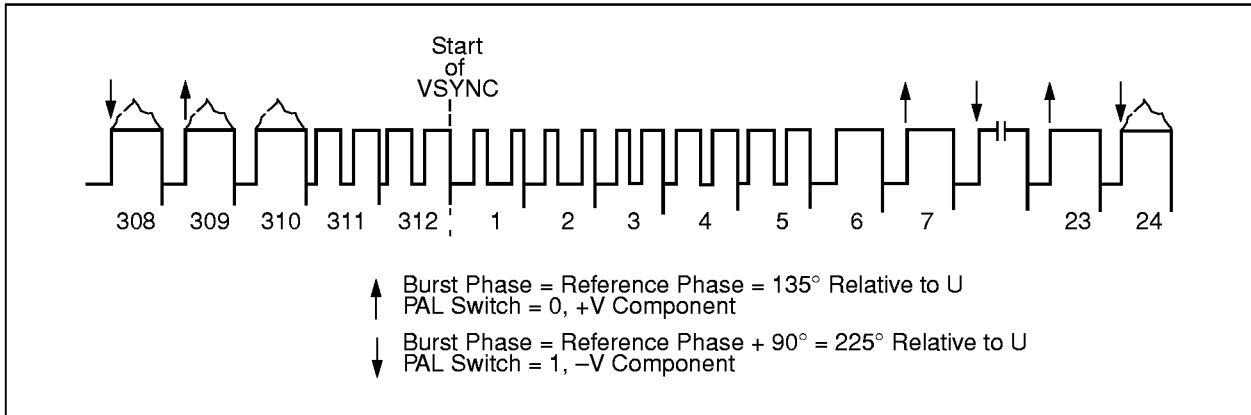 Start
of
VSYNC
308 309 310 311 312 1 2 3 4 5 6 7 23 24
Burst Phase = Reference Phase = 135° Relative to U
PAL Switch = 0, +V Component
Burst Phase = Reference Phase + 90° = 225° Relative to U
PAL Switch = 1, –V Component